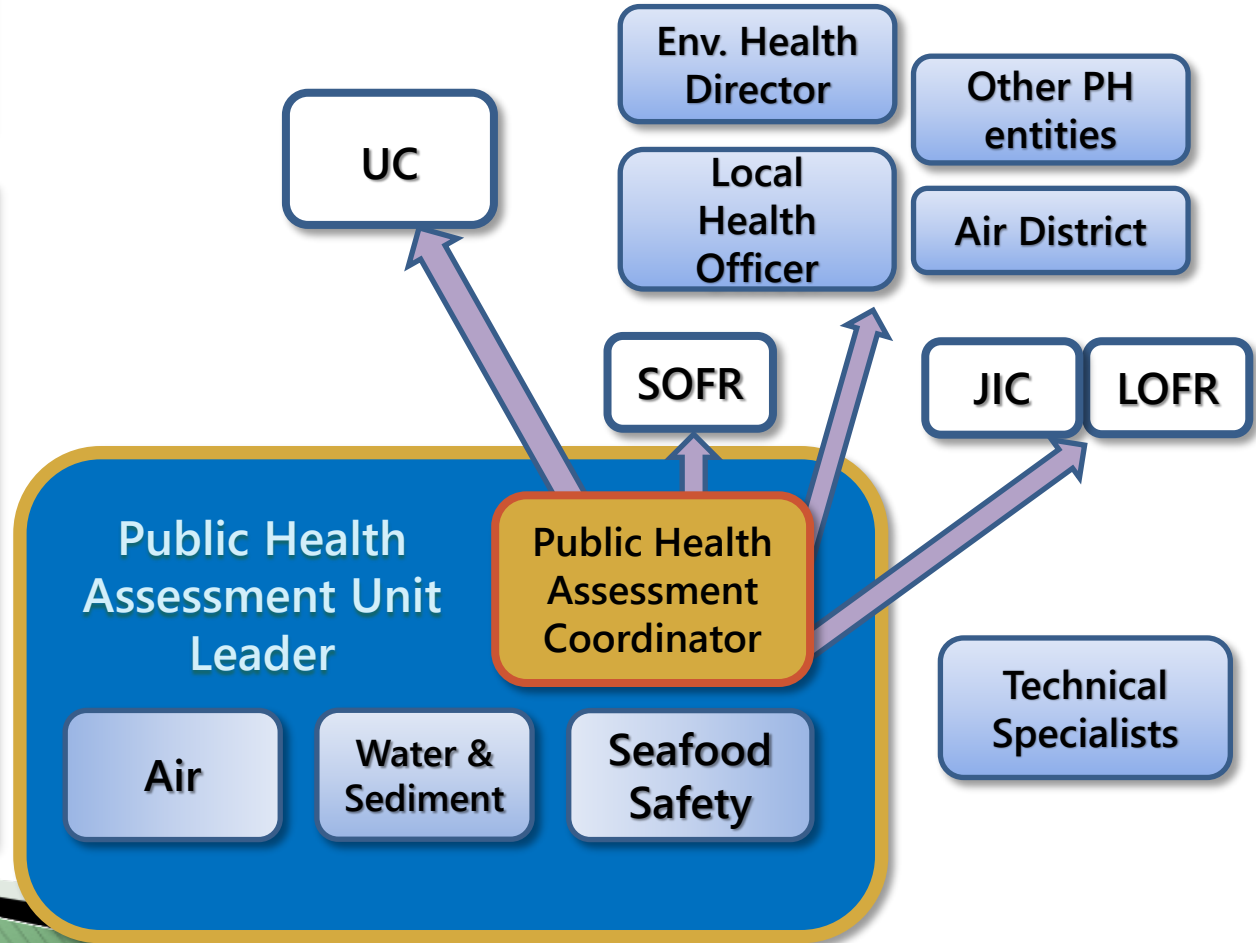 Env. Health
Director
Other PH
entities
UC
Local
Health
Officer
Air District
SOFR
JIC
LOFR
Public Health
Assessment Unit
Leader
Public Health
Assessment
Coordinator
Technical
Specialists
Air
Water &
Sediment
Seafood
Safety